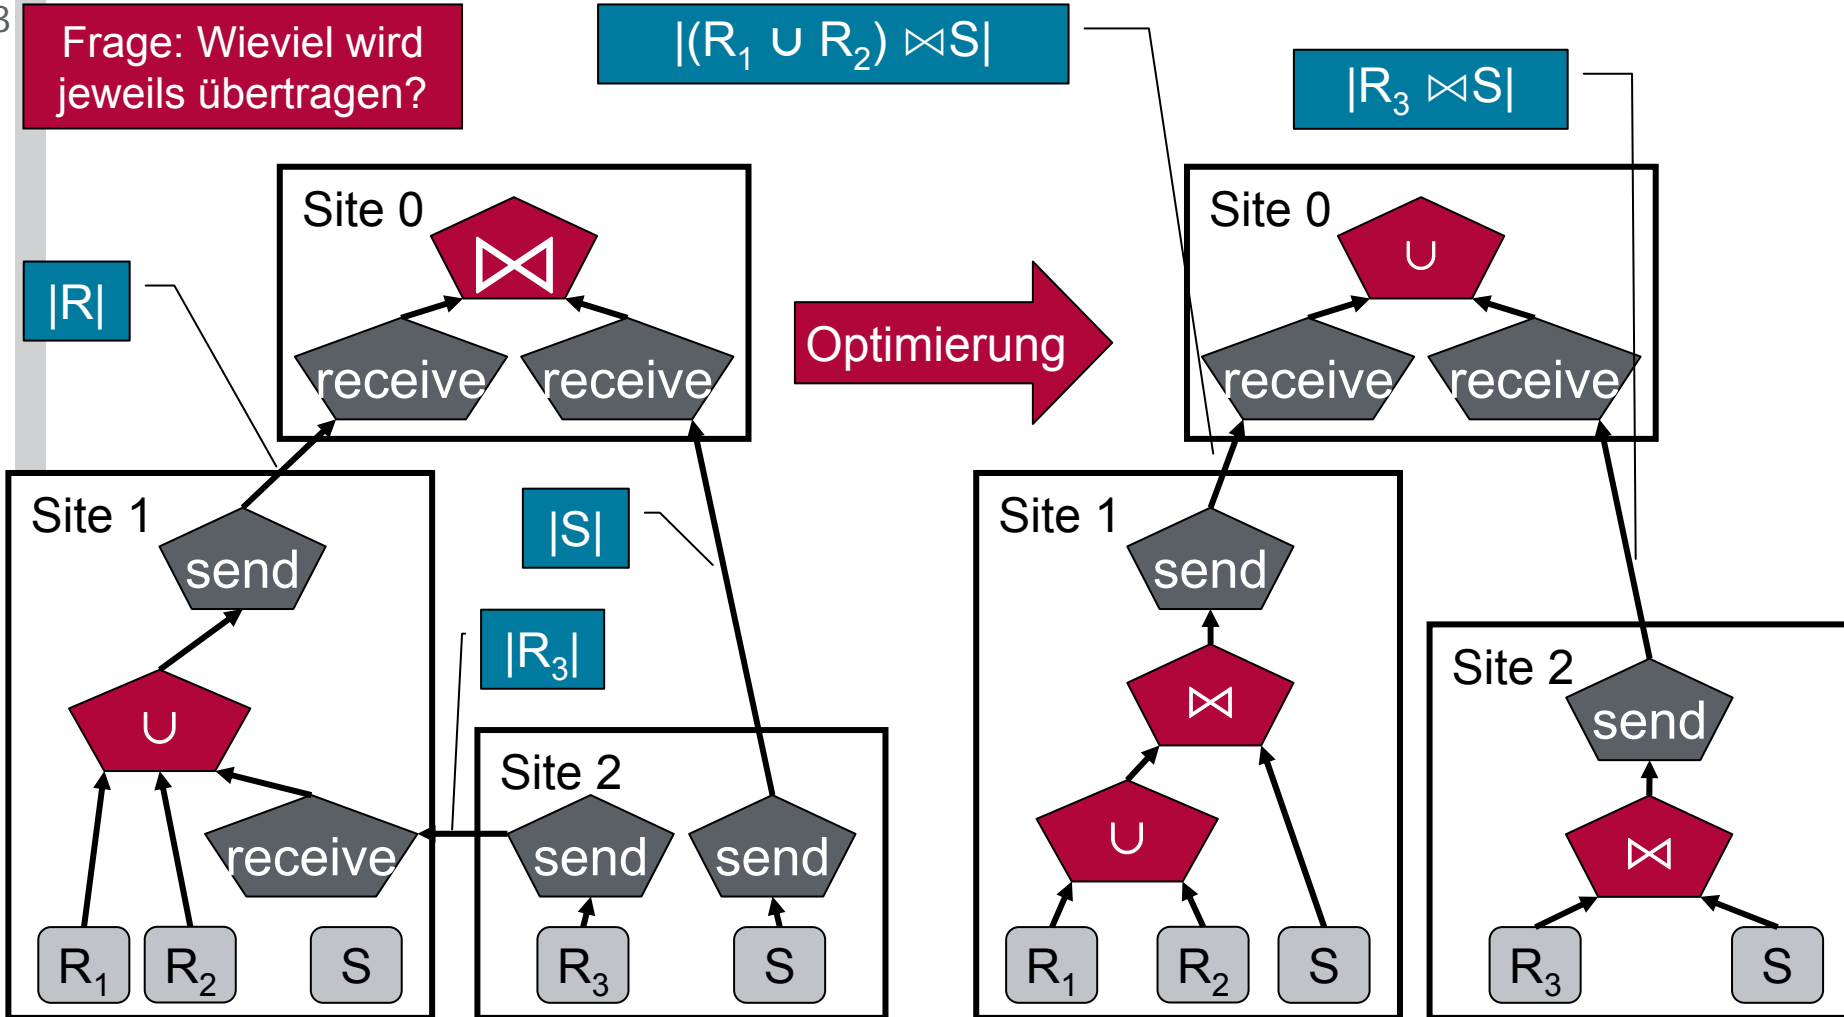 3
Frage: Wieviel wird
jeweils übertragen?
|(R₁ ∪ R₂) ⋈S|
|R₃ ⋈S|
Site 0
⋈
receive
receive
|R|
Optimierung
Site 0
∪
receive
receive
Site 1
send
|S|
|R₃|
∪
receive
R₁
R₂
S
Site 2
send
send
R₃
S
Site 1
send
⋈
∪
R₁
R₂
S
Site 2
send
⋈
R₃
S